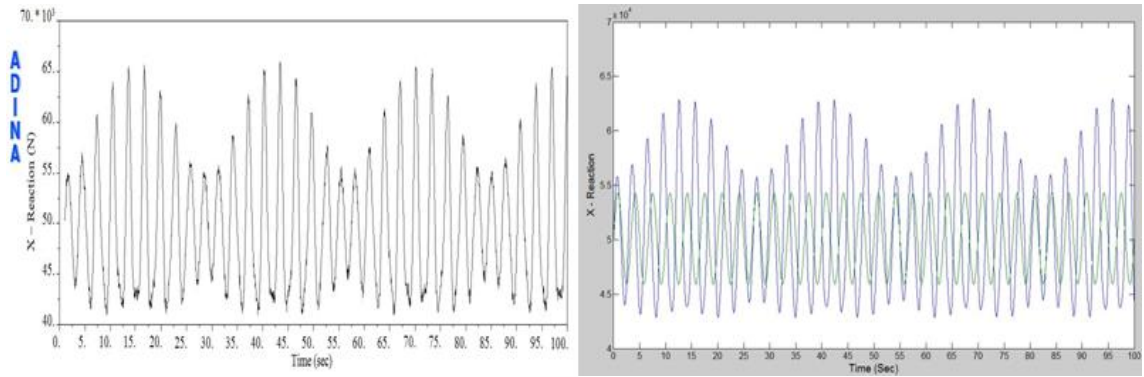 ADINA
70. * 10³
65.
60.
55.
50.
45.
40.
X – Reaction (N)
0. 5. 10. 15. 20. 25. 30. 35. 40. 45. 50. 55. 60. 65. 70. 75. 80. 85. 90. 95. 100.
Time (sec)
x 10⁴
7
6.5
6
5.5
5
4.5
4
X - Reaction
0 5 10 15 20 25 30 35 40 45 50 55 60 65 70 75 80 85 90 95 100
Time (Sec)